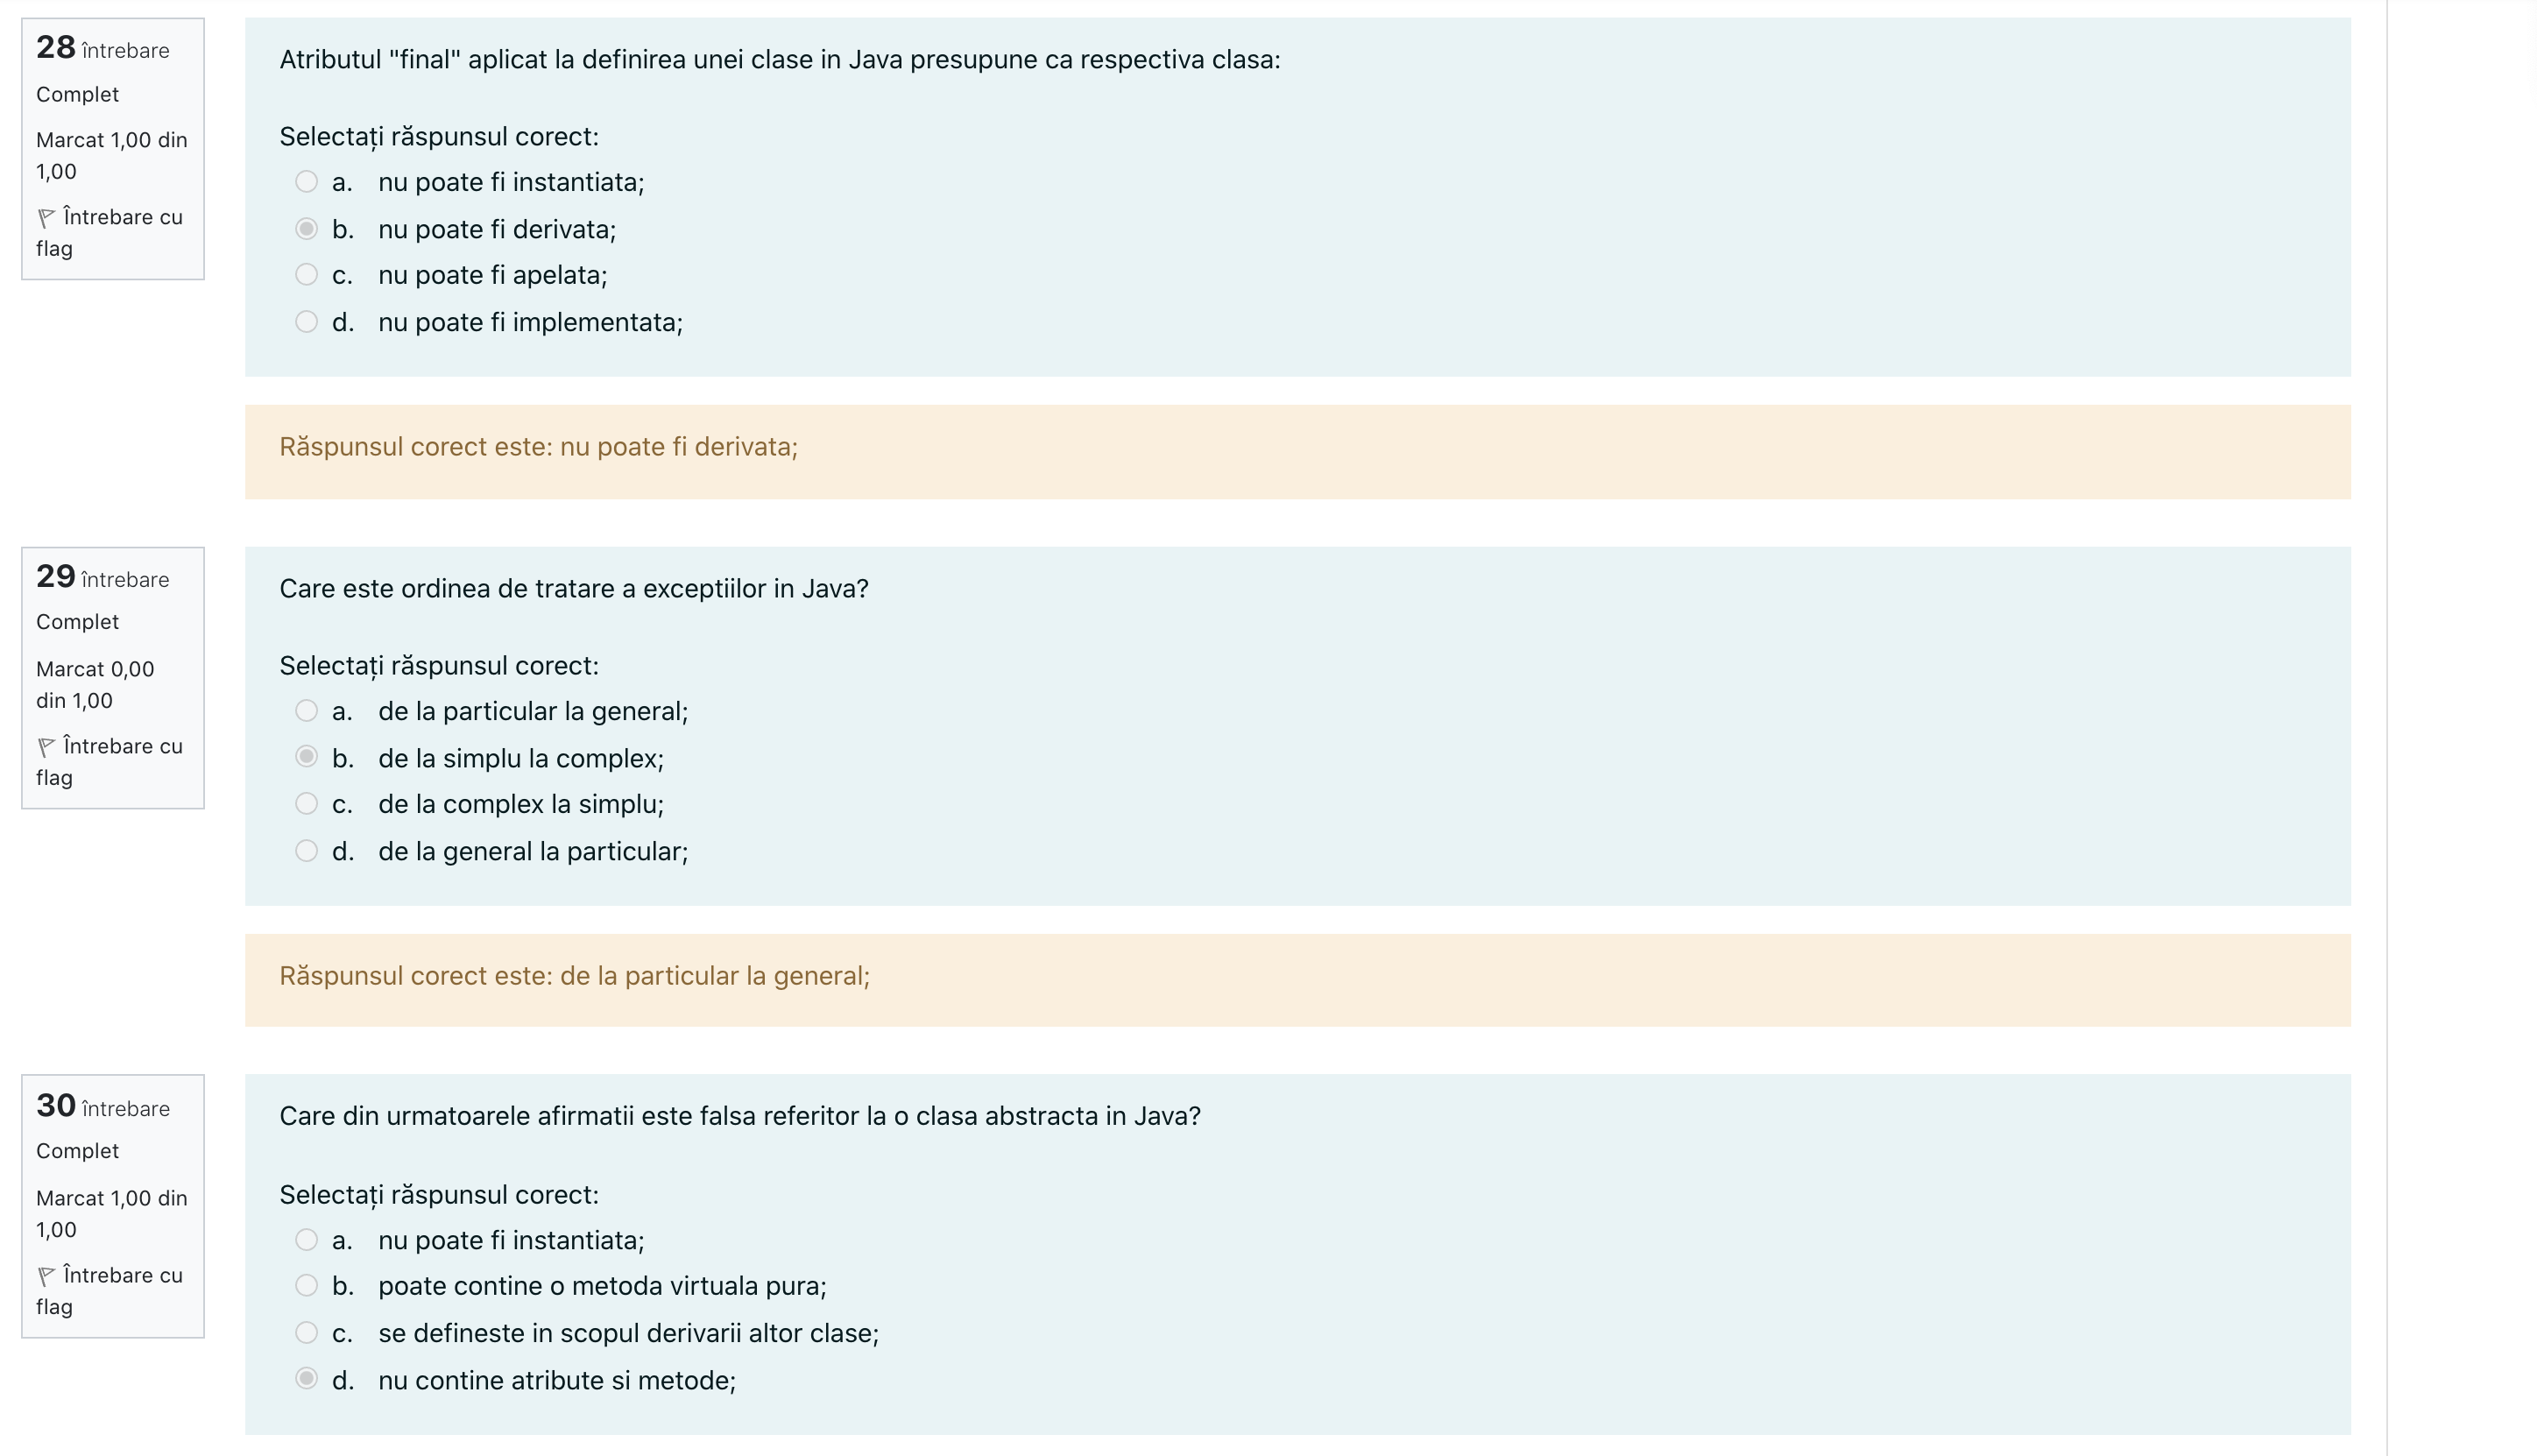 28 întrebare
Complet
Marcat 1,00 din
1,00
Întrebare cu
flag
Atributul "final" aplicat la definirea unei clase in Java presupune ca respectiva clasa:
Selectați răspunsul corect:
a. nu poate fi instantiata;
b. nu poate fi derivata;
c. nu poate fi apelata;
d. nu poate fi implementata;
Răspunsul corect este: nu poate fi derivata;
29 întrebare
Complet
Marcat 0,00
din 1,00
Întrebare cu
flag
Care este ordinea de tratare a exceptiilor in Java?
Selectați răspunsul corect:
a. de la particular la general;
b. de la simplu la complex;
c. de la complex la simplu;
d. de la general la particular;
Răspunsul corect este: de la particular la general;
30 întrebare
Complet
Marcat 1,00 din
1,00
Întrebare cu
flag
Care din urmatoarele afirmatii este falsa referitor la o clasa abstracta in Java?
Selectați răspunsul corect:
a. nu poate fi instantiata;
b. poate contine o metoda virtuala pura;
c. se defineste in scopul derivarii altor clase;
d. nu contine atribute si metode;